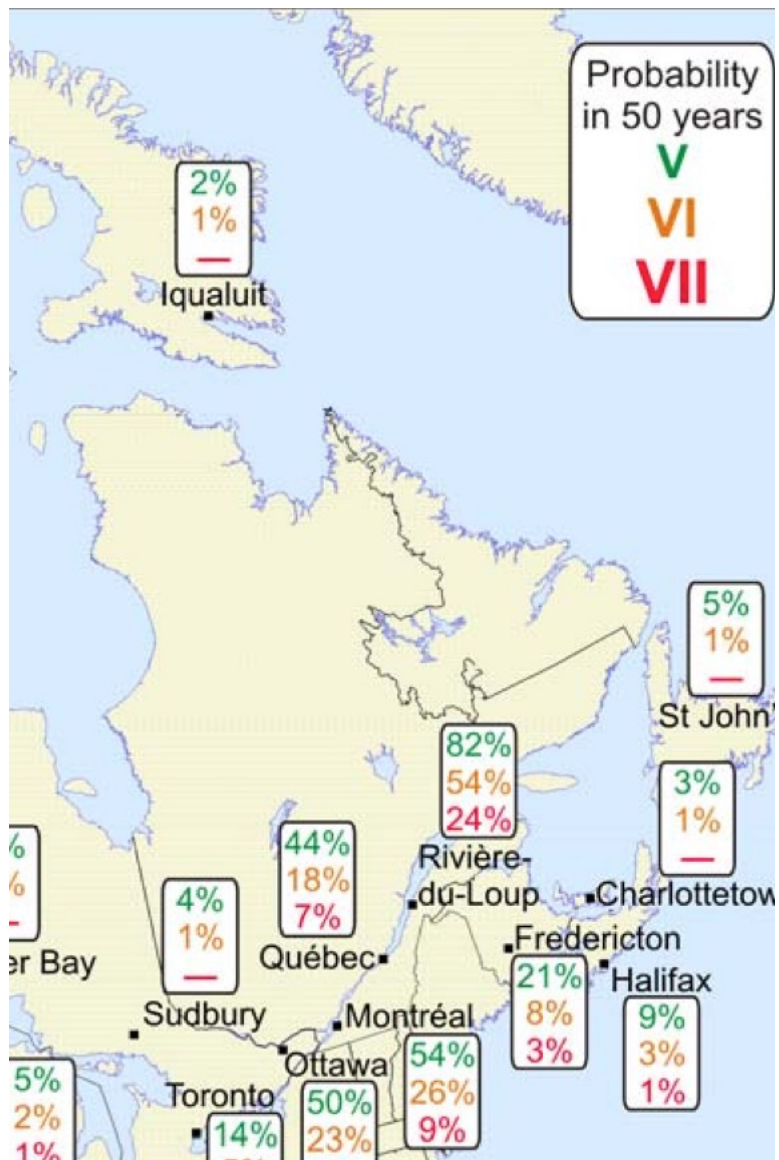 Probability
in 50 years
V
VI
VII
2%
1%
—
Iqualuit
5%
1%
—
St John'
82%
54%
24%
Rivière-
du-Loup
3%
1%
—
Charlottetow
44%
18%
7%
Québec
4%
1%
—
Sudbury
%
%
er Bay
Fredericton
21%
8%
3%
Halifax
9%
3%
1%
Montréal
54%
26%
9%
Ottawa
50%
23%
Toronto
14%
5%
2%
1%